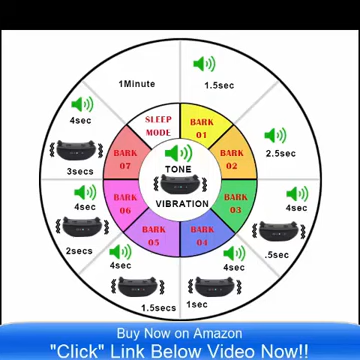 1Minute
1.5sec
4sec
SLEEP
MODE
BARK
01
BARK
07
BARK
02
2.5sec
3secs
TONE
4sec
BARK
06
VIBRATION
BARK
03
4sec
2secs
BARK
05
BARK
04
.5sec
4sec
4sec
1.5secs
1sec
Buy Now on Amazon
"Click" Link Below Video Now!!